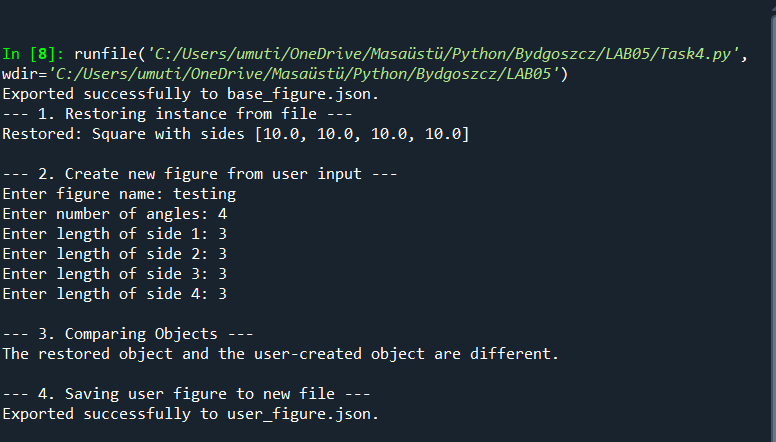 In [8]: runfile('C:/Users/umuti/OneDrive/Masaüstü/Python/Bydgoszcz/LAB05/Task4.py',
wdir='C:/Users/umuti/OneDrive/Masaüstü/Python/Bydgoszcz/LAB05')
Exported successfully to base_figure.json.
--- 1. Restoring instance from file ---
Restored: Square with sides [10.0, 10.0, 10.0, 10.0]

--- 2. Create new figure from user input ---
Enter figure name: testing
Enter number of angles: 4
Enter length of side 1: 3
Enter length of side 2: 3
Enter length of side 3: 3
Enter length of side 4: 3

--- 3. Comparing Objects ---
The restored object and the user-created object are different.

--- 4. Saving user figure to new file ---
Exported successfully to user_figure.json.